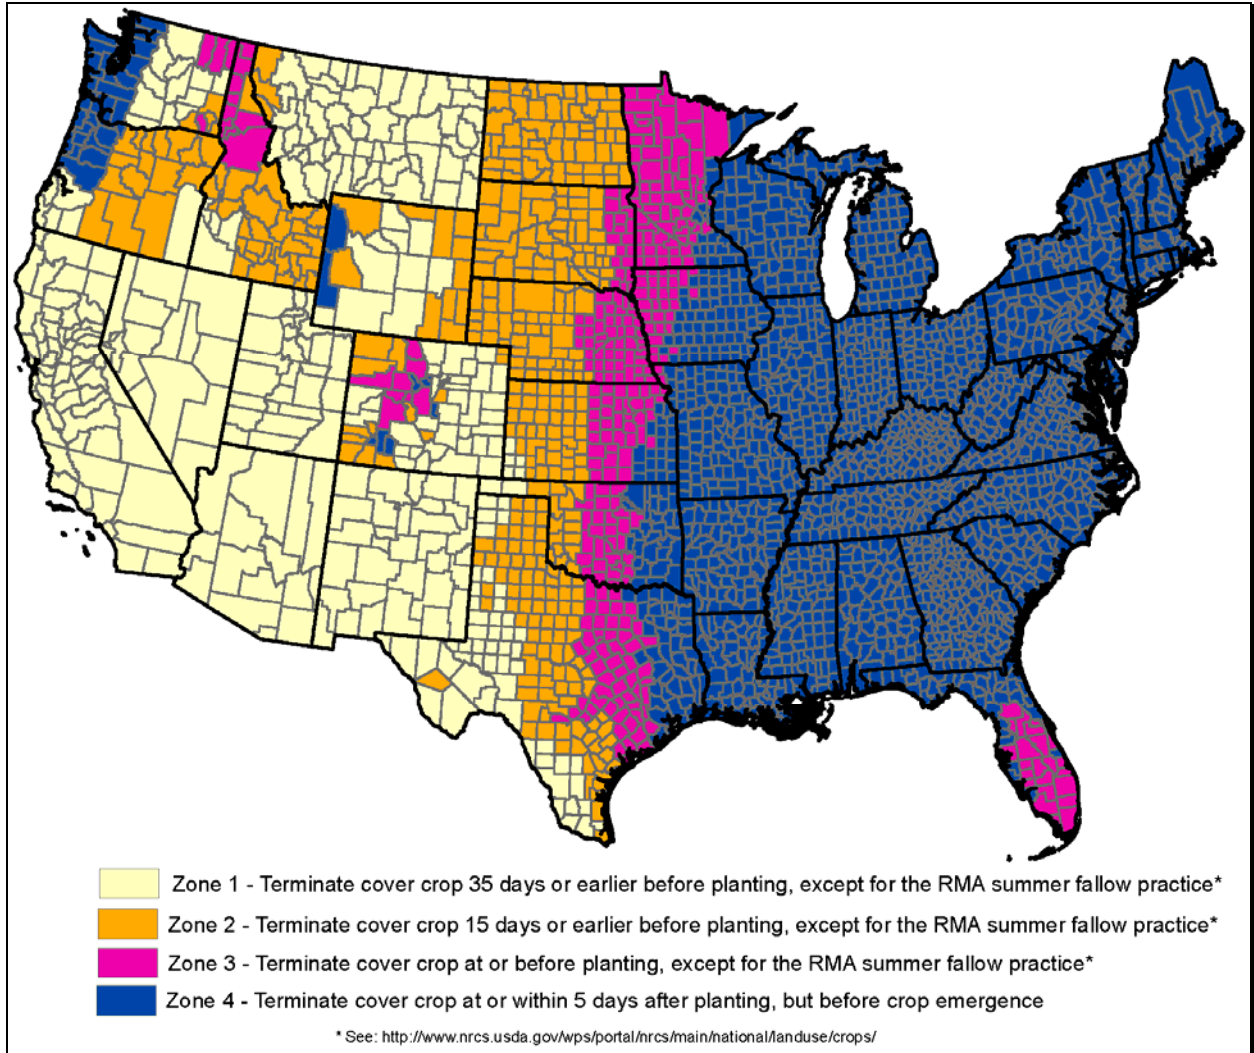 Zone 1 - Terminate cover crop 35 days or earlier before planting, except for the RMA summer fallow practice*
Zone 2 - Terminate cover crop 15 days or earlier before planting, except for the RMA summer fallow practice*
Zone 3 - Terminate cover crop at or before planting, except for the RMA summer fallow practice*
Zone 4 - Terminate cover crop at or within 5 days after planting, but before crop emergence
* See: http://www.nrcs.usda.gov/wps/portal/nrcs/main/national/landuse/crops/